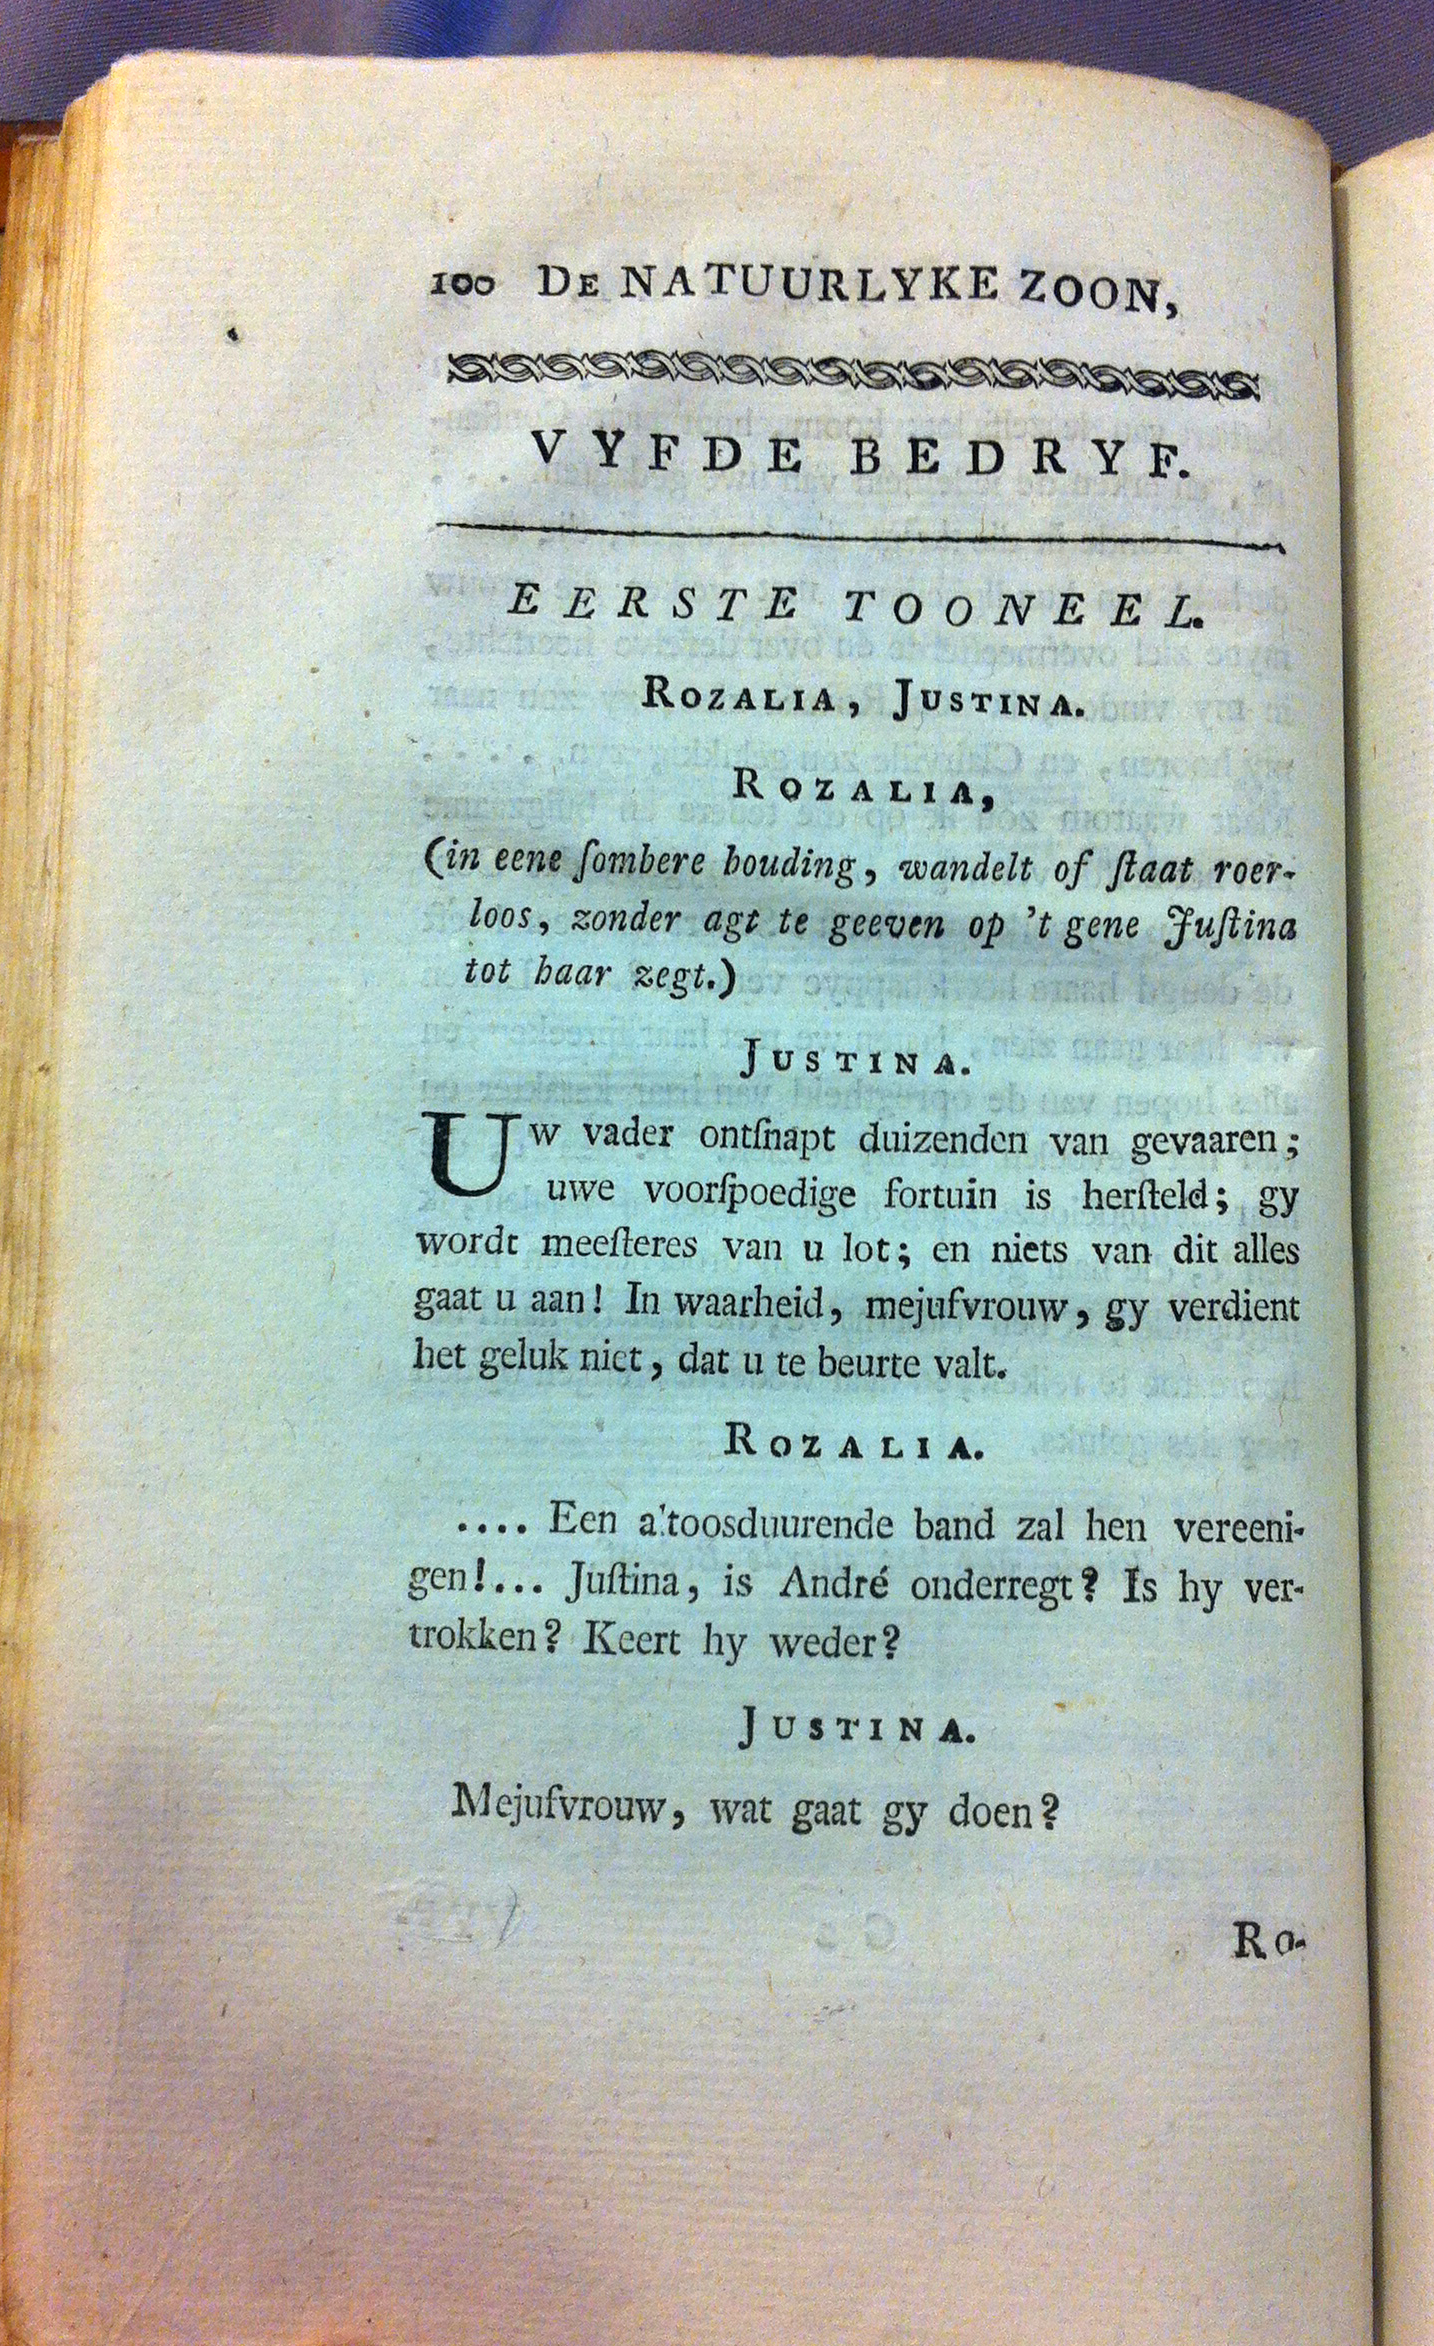 100 DE NATUURLYKE ZOON,
VYFDE BEDRYF.
EERSTE TOONEEL.
ROZALIA, JUSTINA.
ROZALIA,
(in eene ſombere houding, wandelt of ſtaat roer-
loos, zonder agt te geeven op 't gene Juſtina
tot haar zegt.)
JUSTINA.
Uw vader ontſnapt duizenden van gevaaren;
uwe voorſpoedige fortuin is herſteld; gy
wordt meeſteres van u lot; en niets van dit alles
gaat u aan! In waarheid, mejufvrouw, gy verdient
het geluk niet, dat u te beurte valt.
ROZALIA.
.... Een altoosduurende band zal hen vereeni-
gen!... Juſtina, is André onderregt? Is hy ver-
trokken? Keert hy weder?
JUSTINA.
Mejufvrouw, wat gaat gy doen?
RO-